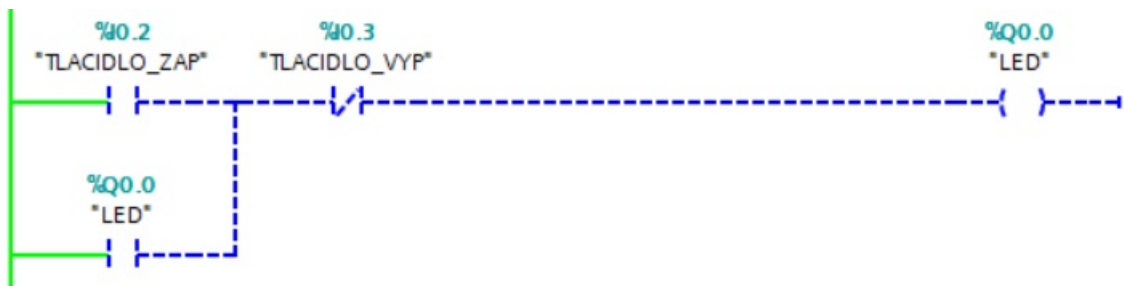 %I0.2
"TLACIDLO_ZAP"
%I0.3
"TLACIDLO_VYP"
%Q0.0
"LED"
%Q0.0
"LED"